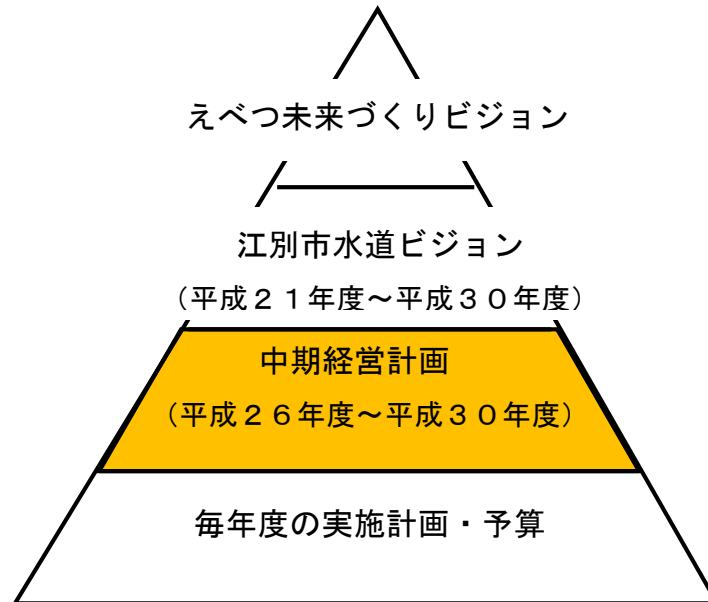 えべつ未来づくりビジョン
江別市水道ビジョン
（平成２１年度～平成３０年度）
中期経営計画
（平成２６年度～平成３０年度）
毎年度の実施計画・予算